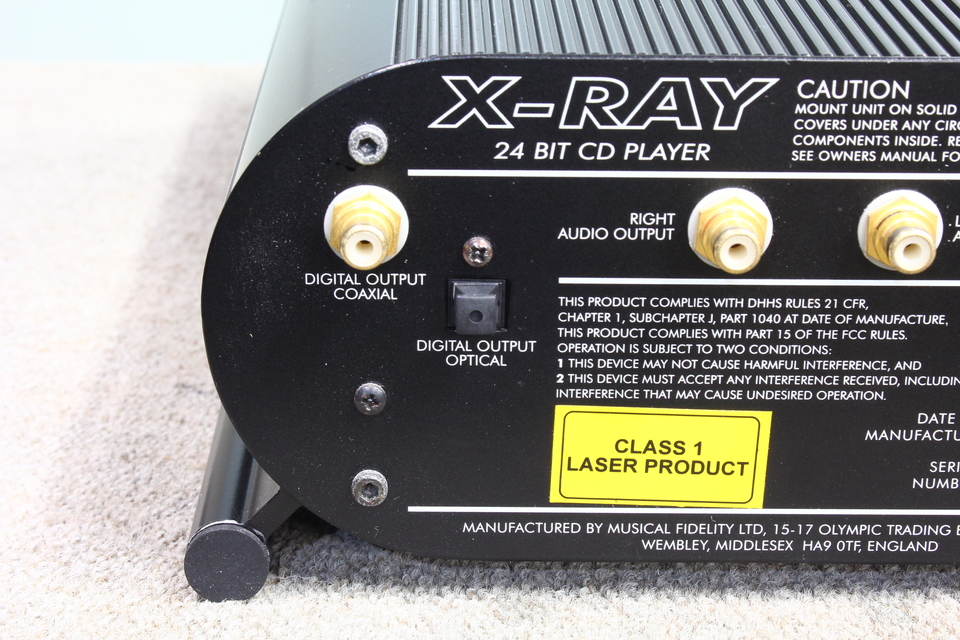 X-RAY
24 BIT CD PLAYER
CAUTION
MOUNT UNIT ON SOLID
COVERS UNDER ANY
COMPONENTS INSIDE.
SEE OWNERS MANUAL
DIGITAL OUTPUT
COAXIAL
DIGITAL OUTPUT
OPTICAL
RIGHT
AUDIO OUTPUT
THIS PRODUCT COMPLIES WITH DHHS RULES 21 CFR,
CHAPTER 1, SUBCHAPTER J, PART 1040 AT DATE OF MANUFACTURE,
THIS PRODUCT COMPLIES WITH PART 15 OF THE FCC RULES.
OPERATION IS SUBJECT TO TWO CONDITIONS:
1 THIS DEVICE MAY NOT CAUSE HARMFUL INTERFERENCE, AND
2 THIS DEVICE MUST ACCEPT ANY INTERFERENCE RECEIVED, INCLUDIN
INTERFERENCE THAT MAY CAUSE UNDESIRED OPERATION.
CLASS 1
LASER PRODUCT
DATE
MANUFACTU
SERI
NUMB
MANUFACTURED BY MUSICAL FIDELITY LTD, 15-17 OLYMPIC TRADING
WEMBLEY, MIDDLESEX HA9 0TF, ENGLAND